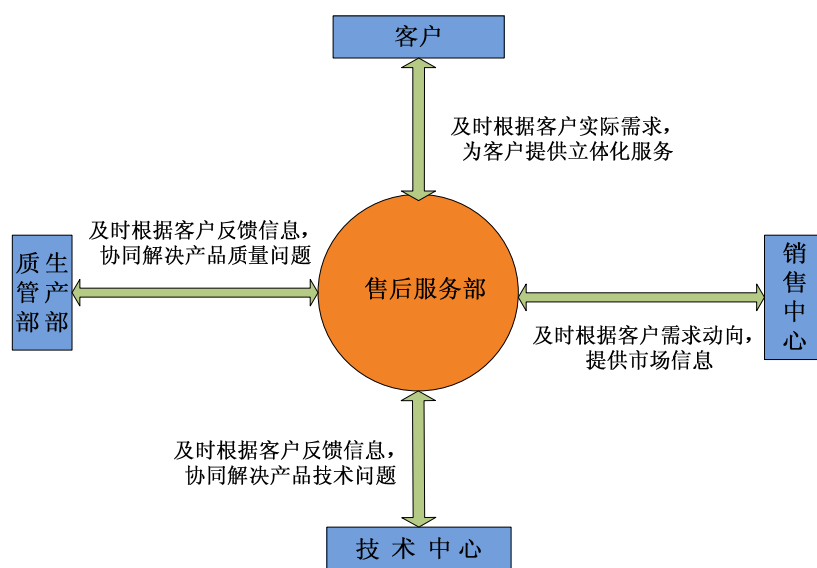 客户
及时根据客户实际需求，
为客户提供立体化服务
及时根据客户反馈信息，
协同解决产品质量问题
质管部
生产部
售后服务部
销售中心
及时根据客户需求动向，
提供市场信息
及时根据客户反馈信息，
协同解决产品技术问题
技术中心